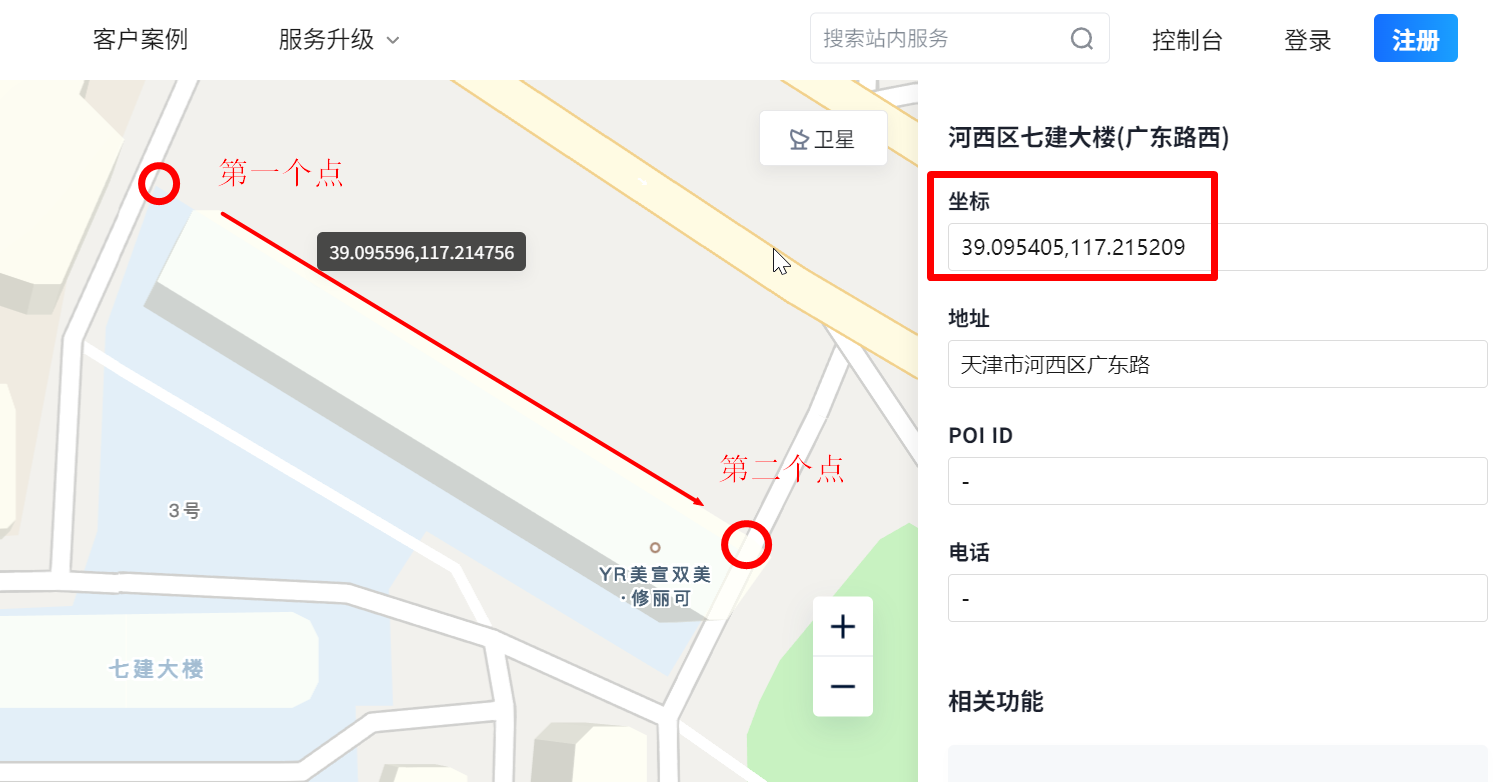 客户案例
服务升级
搜索站内服务
控制台
登录
注册
第一个点
卫星
39.095596,117.214756
第二个点
3号
YR美宣双美
·修丽可
七建大楼
河西区七建大楼(广东路西)
坐标
39.095405,117.215209
地址
天津市河西区广东路
POI ID
-
电话
-
相关功能